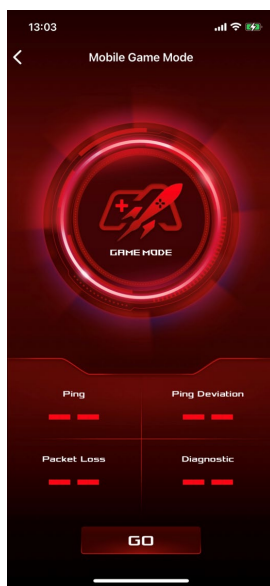 13:03
Mobile Game Mode
GAME MODE
Ping
Ping Deviation
-- --
-- --
Packet Loss
Diagnostic
-- --
-- --
GO